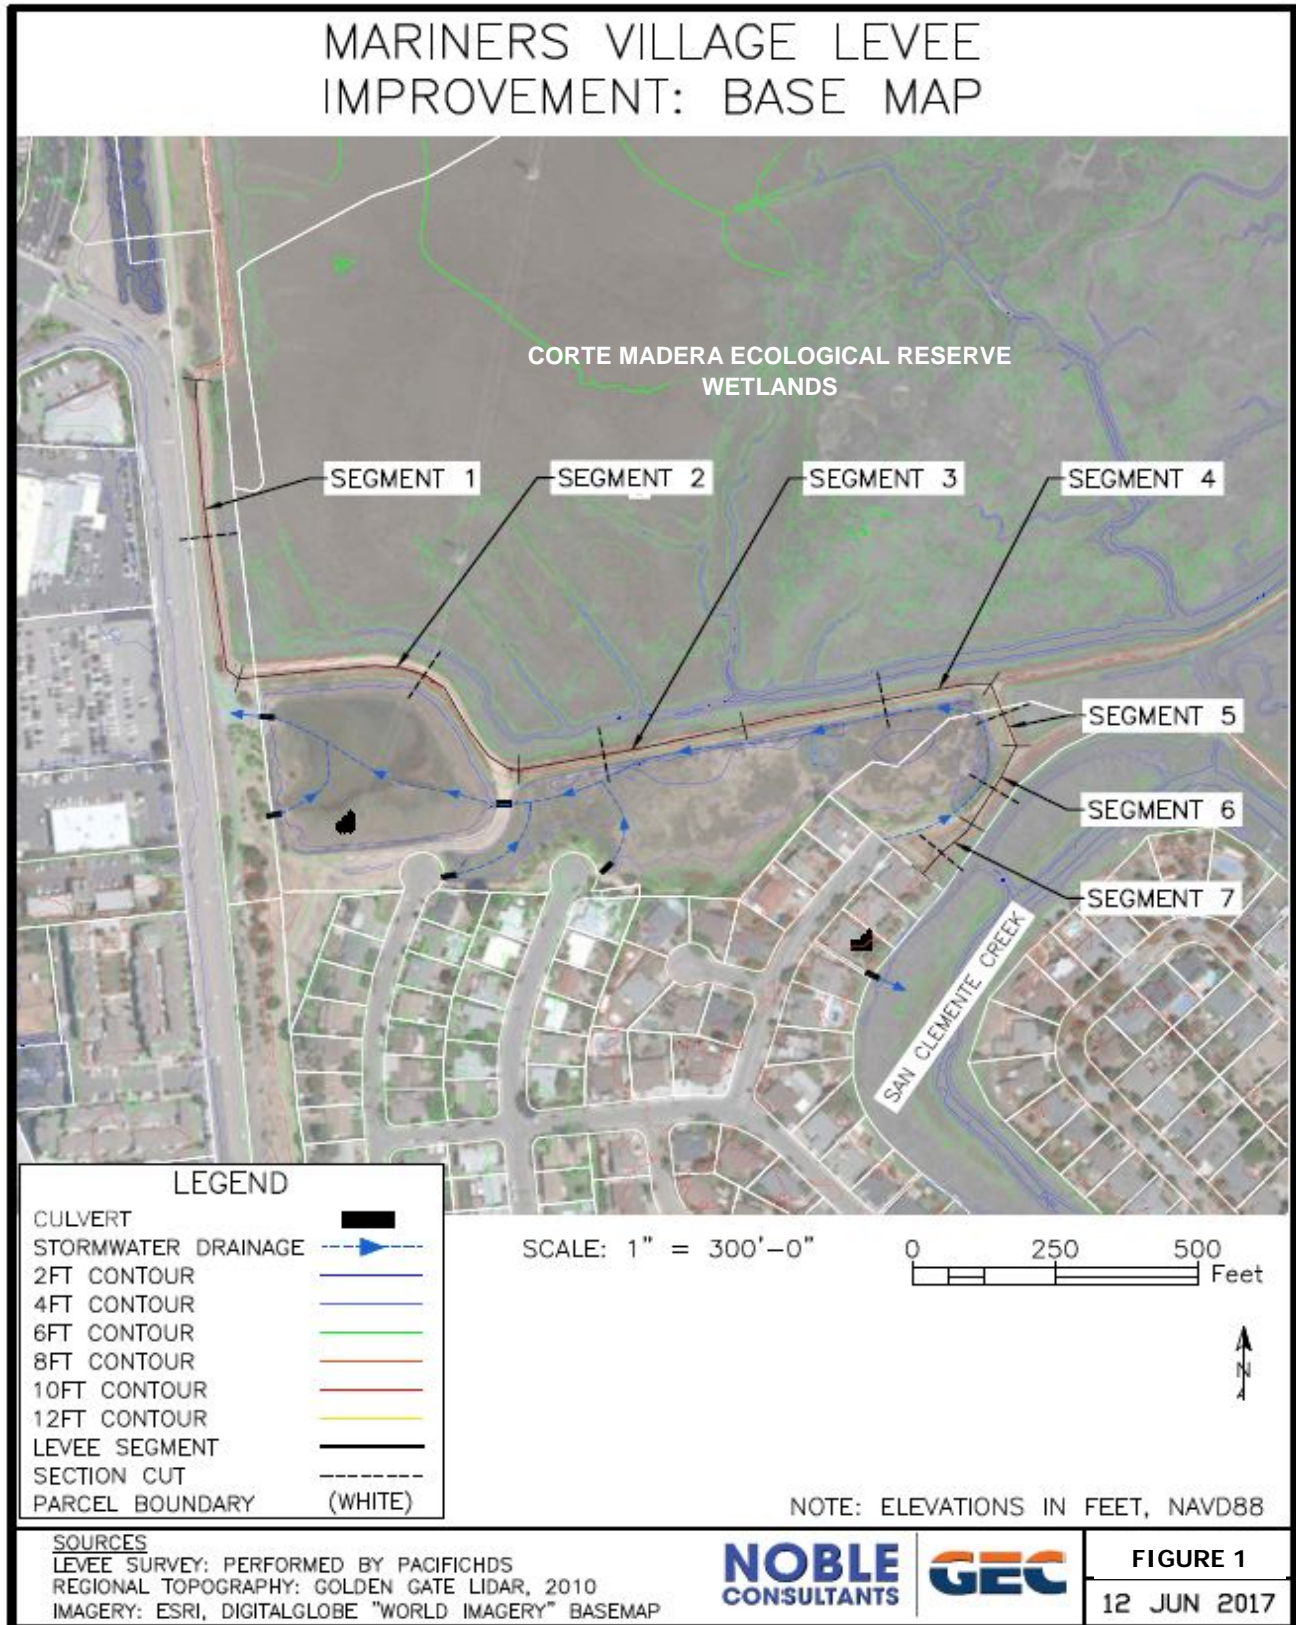 MARINERS VILLAGE LEVEE
IMPROVEMENT: BASE MAP
CORTE MADERA ECOLOGICAL RESERVE
WETLANDS
SEGMENT 1
SEGMENT 2
SEGMENT 3
SEGMENT 4
SEGMENT 5
SEGMENT 6
SEGMENT 7
SAN CLEMENTE CREEK
LEGEND
CULVERT
STORMWATER DRAINAGE
2FT CONTOUR
4FT CONTOUR
6FT CONTOUR
8FT CONTOUR
10FT CONTOUR
12FT CONTOUR
LEVEE SEGMENT
SECTION CUT
PARCEL BOUNDARY (WHITE)
SCALE: 1" = 300'-0"
0 250 500
Feet
N
NOTE: ELEVATIONS IN FEET, NAVD88
SOURCES
LEVEE SURVEY: PERFORMED BY PACIFICHDS
REGIONAL TOPOGRAPHY: GOLDEN GATE LIDAR, 2010
IMAGERY: ESRI, DIGITALGLOBE "WORLD IMAGERY" BASEMAP
NOBLE
CONSULTANTS
GEC
FIGURE 1
12 JUN 2017